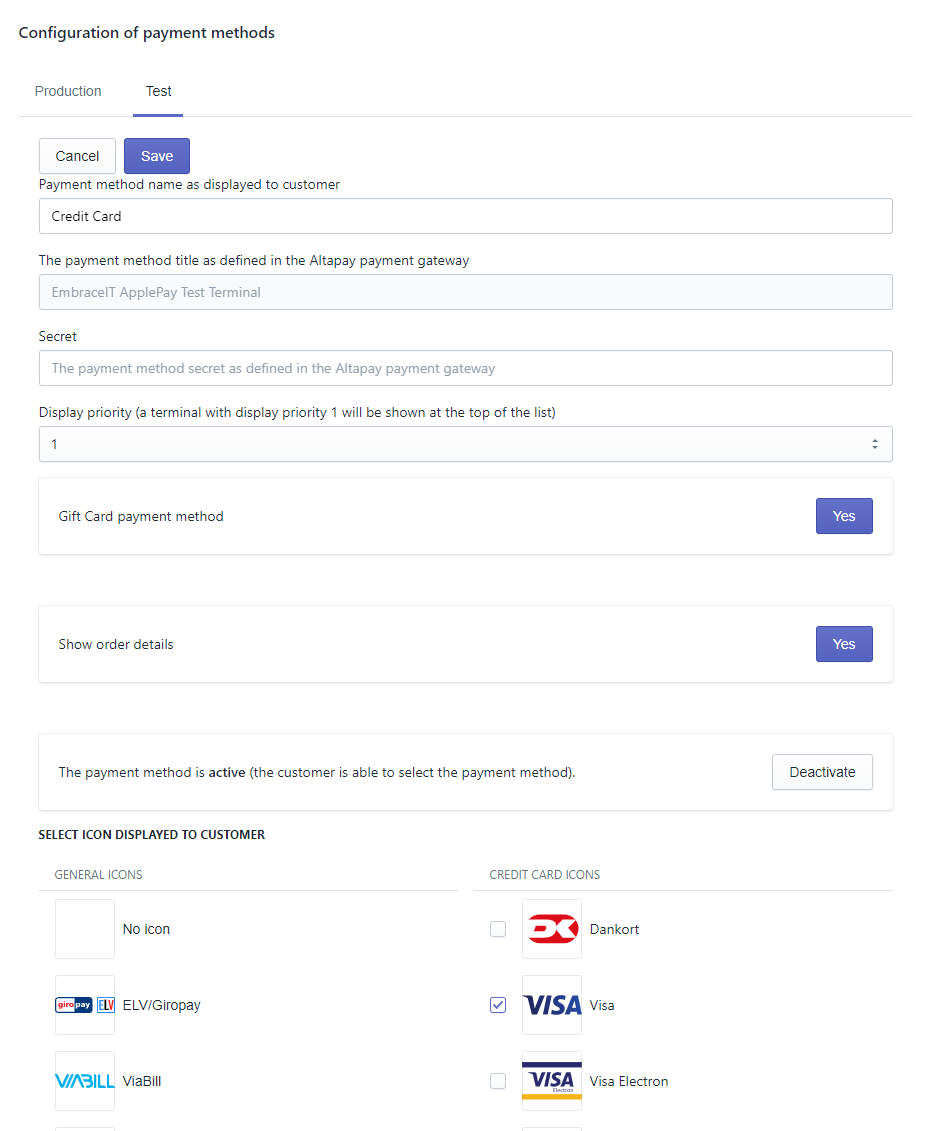 Configuration of payment methods
Production Test
Cancel Save
Payment method name as displayed to customer
Credit Card
The payment method title as defined in the Altapay payment gateway
EmbraceIT ApplePay Test Terminal
Secret
The payment method secret as defined in the Altapay payment gateway
Display priority (a terminal with display priority 1 will be shown at the top of the list)
1
Gift Card payment method Yes
Show order details Yes
The payment method is active (the customer is able to select the payment method). Deactivate
SELECT ICON DISPLAYED TO CUSTOMER
GENERAL ICONS CREDIT CARD ICONS
No icon DK Dankort
giropay ELV ELV/Giropay VISA Visa
VIABILL ViaBill VISA Electron Visa Electron